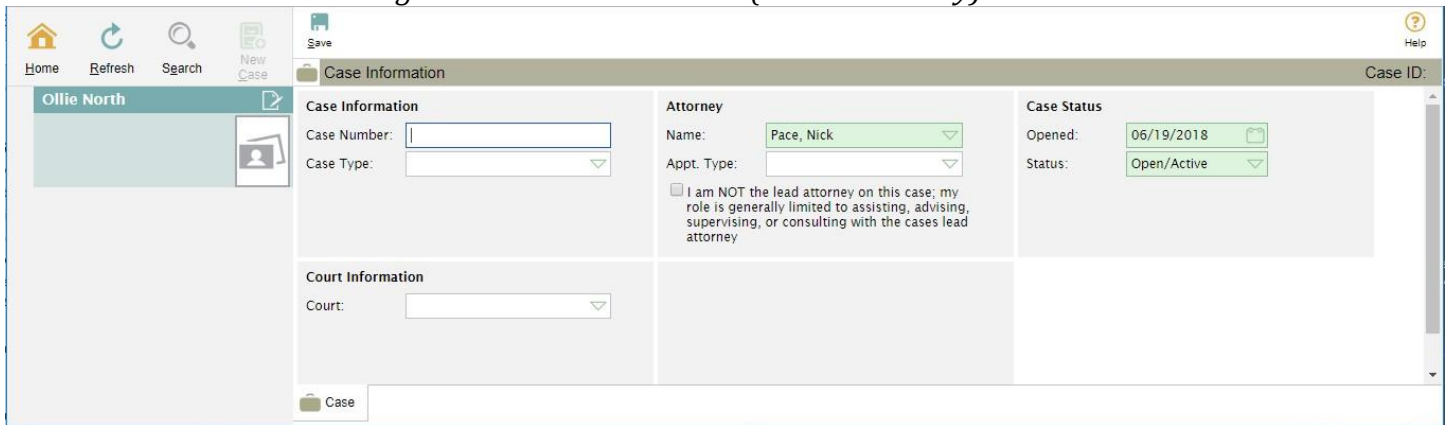 Home
Refresh
Search
New
Case
Save
Help
Case Information
Case ID:
Ollie North
Case Information
Case Number:
Case Type:
Attorney
Name: Pace, Nick
Appt. Type:
I am NOT the lead attorney on this case; my
role is generally limited to assisting, advising,
supervising, or consulting with the cases lead
attorney
Case Status
Opened: 06/19/2018
Status: Open/Active
Court Information
Court:
Case